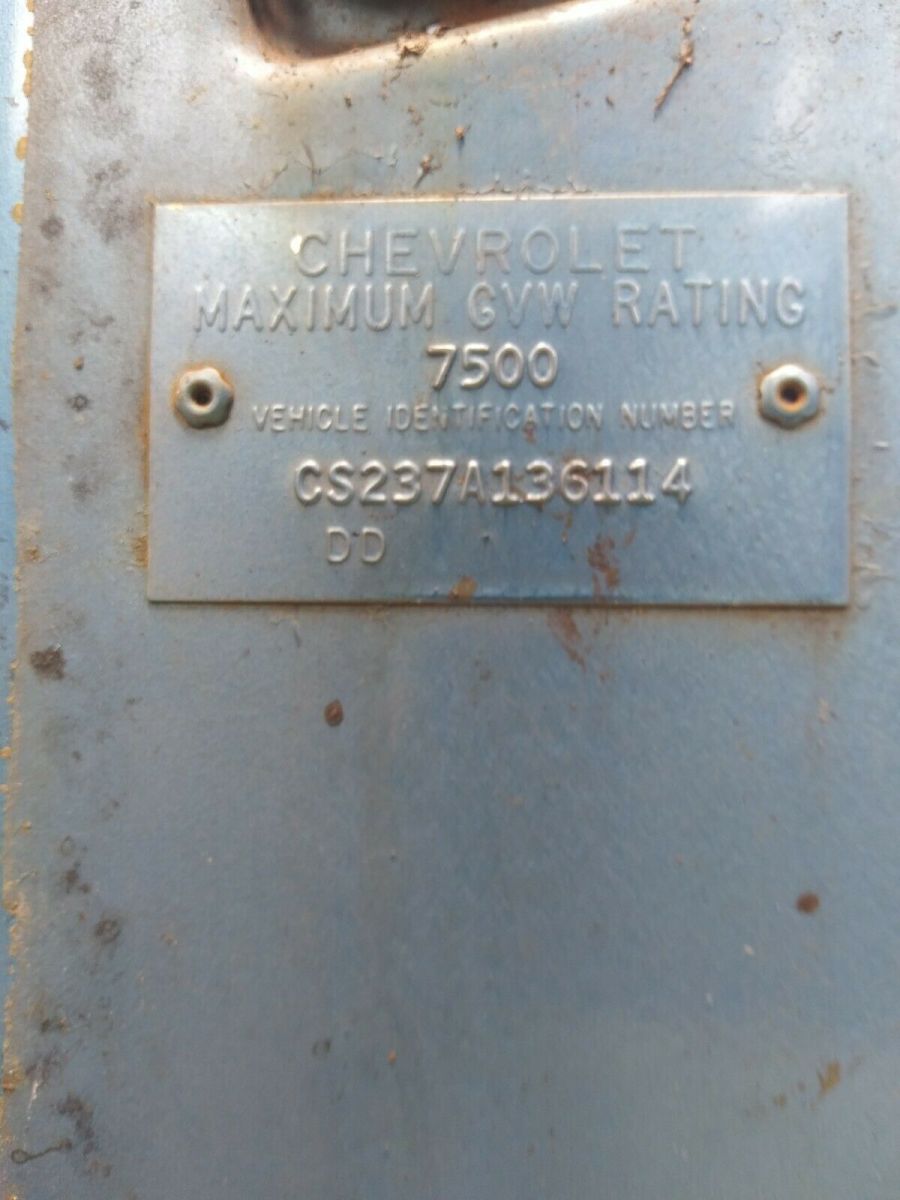 CHEVROLET
MAXIMUM GVW RATING
7500
VEHICLE IDENTIFICATION NUMBER
CS237A136114
DD